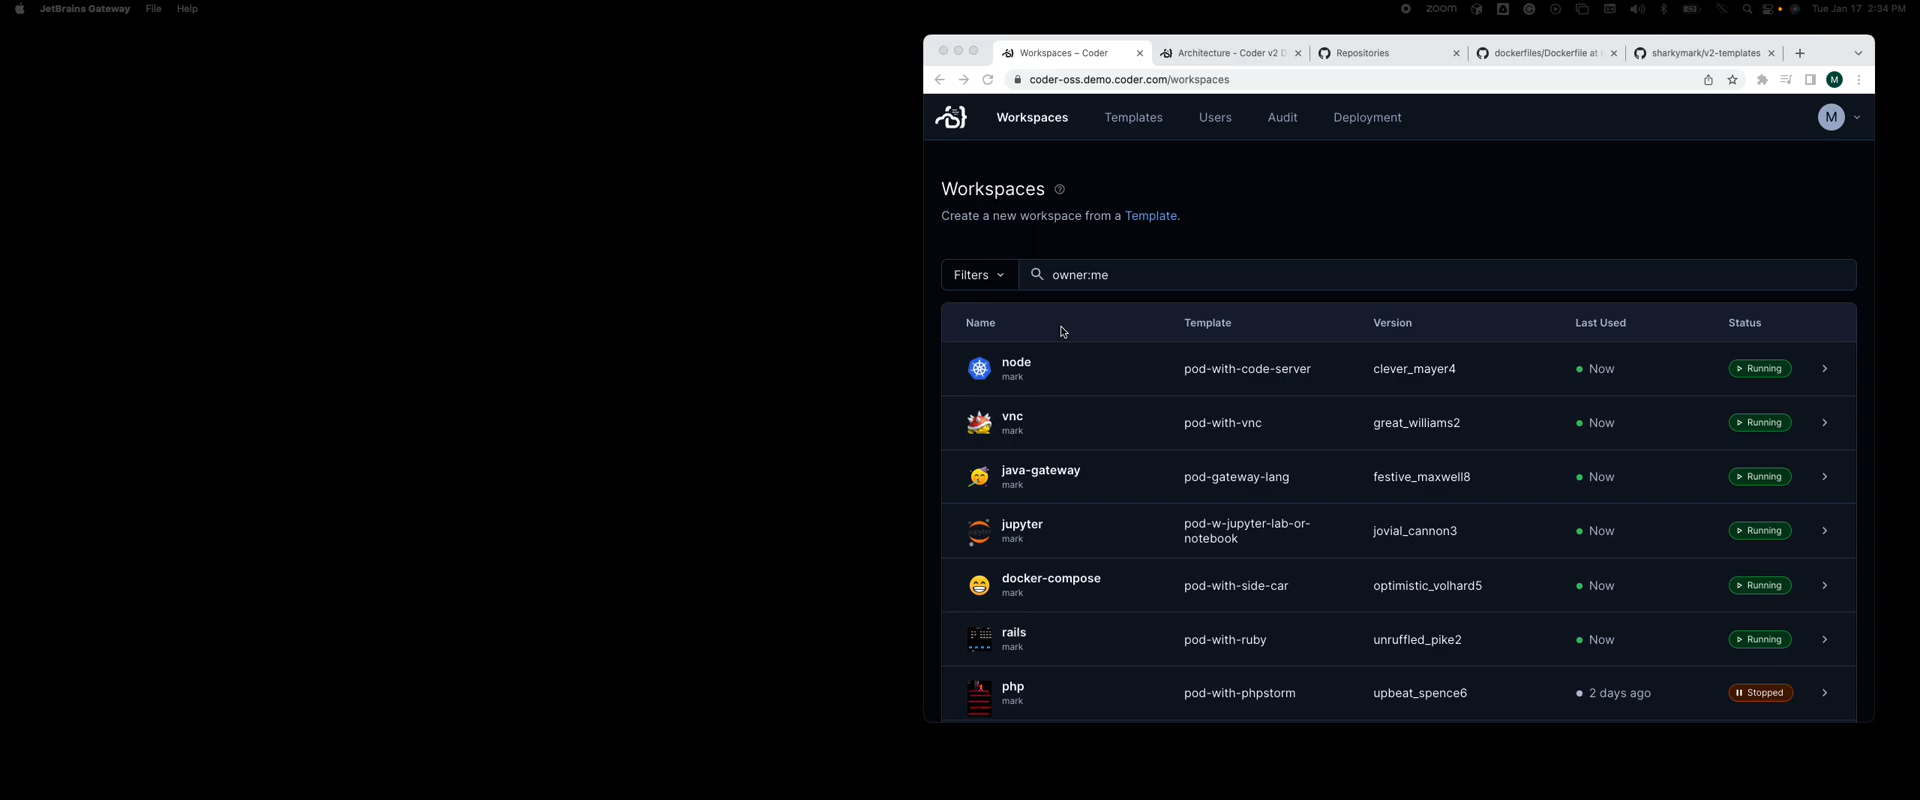 JetBrains Gateway File Help
zoom Tue Jan 17 2:34 PM
Workspaces – Coder
Architecture - Coder v2 D
Repositories
dockerfiles/Dockerfile at
sharkymark/v2-templates
coder-oss.demo.coder.com/workspaces
M
Workspaces Templates Users Audit Deployment
M
Workspaces
Create a new workspace from a Template.
Filters
owner:me
Name Template Version Last Used Status
node
mark
pod-with-code-server clever_mayer4 Now Running
vnc
mark
pod-with-vnc great_williams2 Now Running
java-gateway
mark
pod-gateway-lang festive_maxwell8 Now Running
jupyter
mark
pod-w-jupyter-lab-or-
notebook
jovial_cannon3 Now Running
docker-compose
mark
pod-with-side-car optimistic_volhard5 Now Running
rails
mark
pod-with-ruby unruffled_pike2 Now Running
php
mark
pod-with-phpstorm upbeat_spence6 2 days ago Stopped